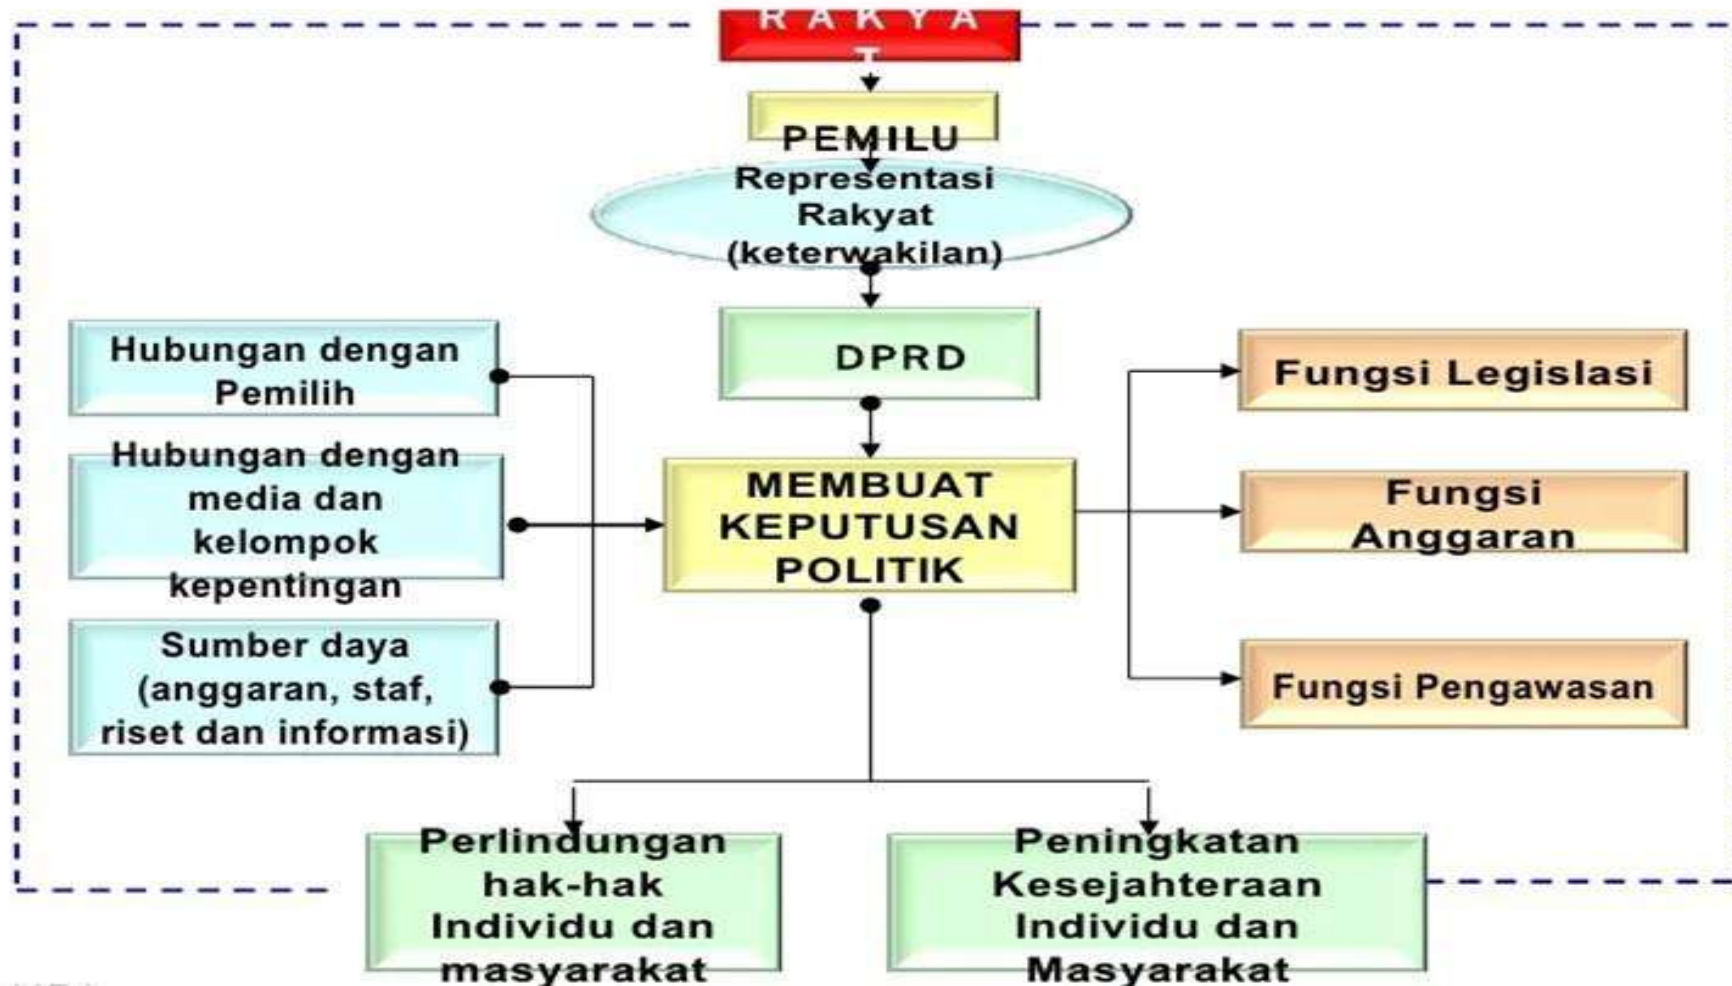 R A K Y A
T
PEMILU
Representasi
Rakyat
(keterwakilan)
DPRD
Hubungan dengan
Pemilih
Hubungan dengan
media dan
kelompok
kepentingan
Sumber daya
(anggaran, staf,
riset dan informasi)
MEMBUAT
KEPUTUSAN
POLITIK
Fungsi Legislasi
Fungsi
Anggaran
Fungsi Pengawasan
Perlindungan
hak-hak
Individu dan
masyarakat
Peningkatan
Kesejahteraan
Individu dan
Masyarakat